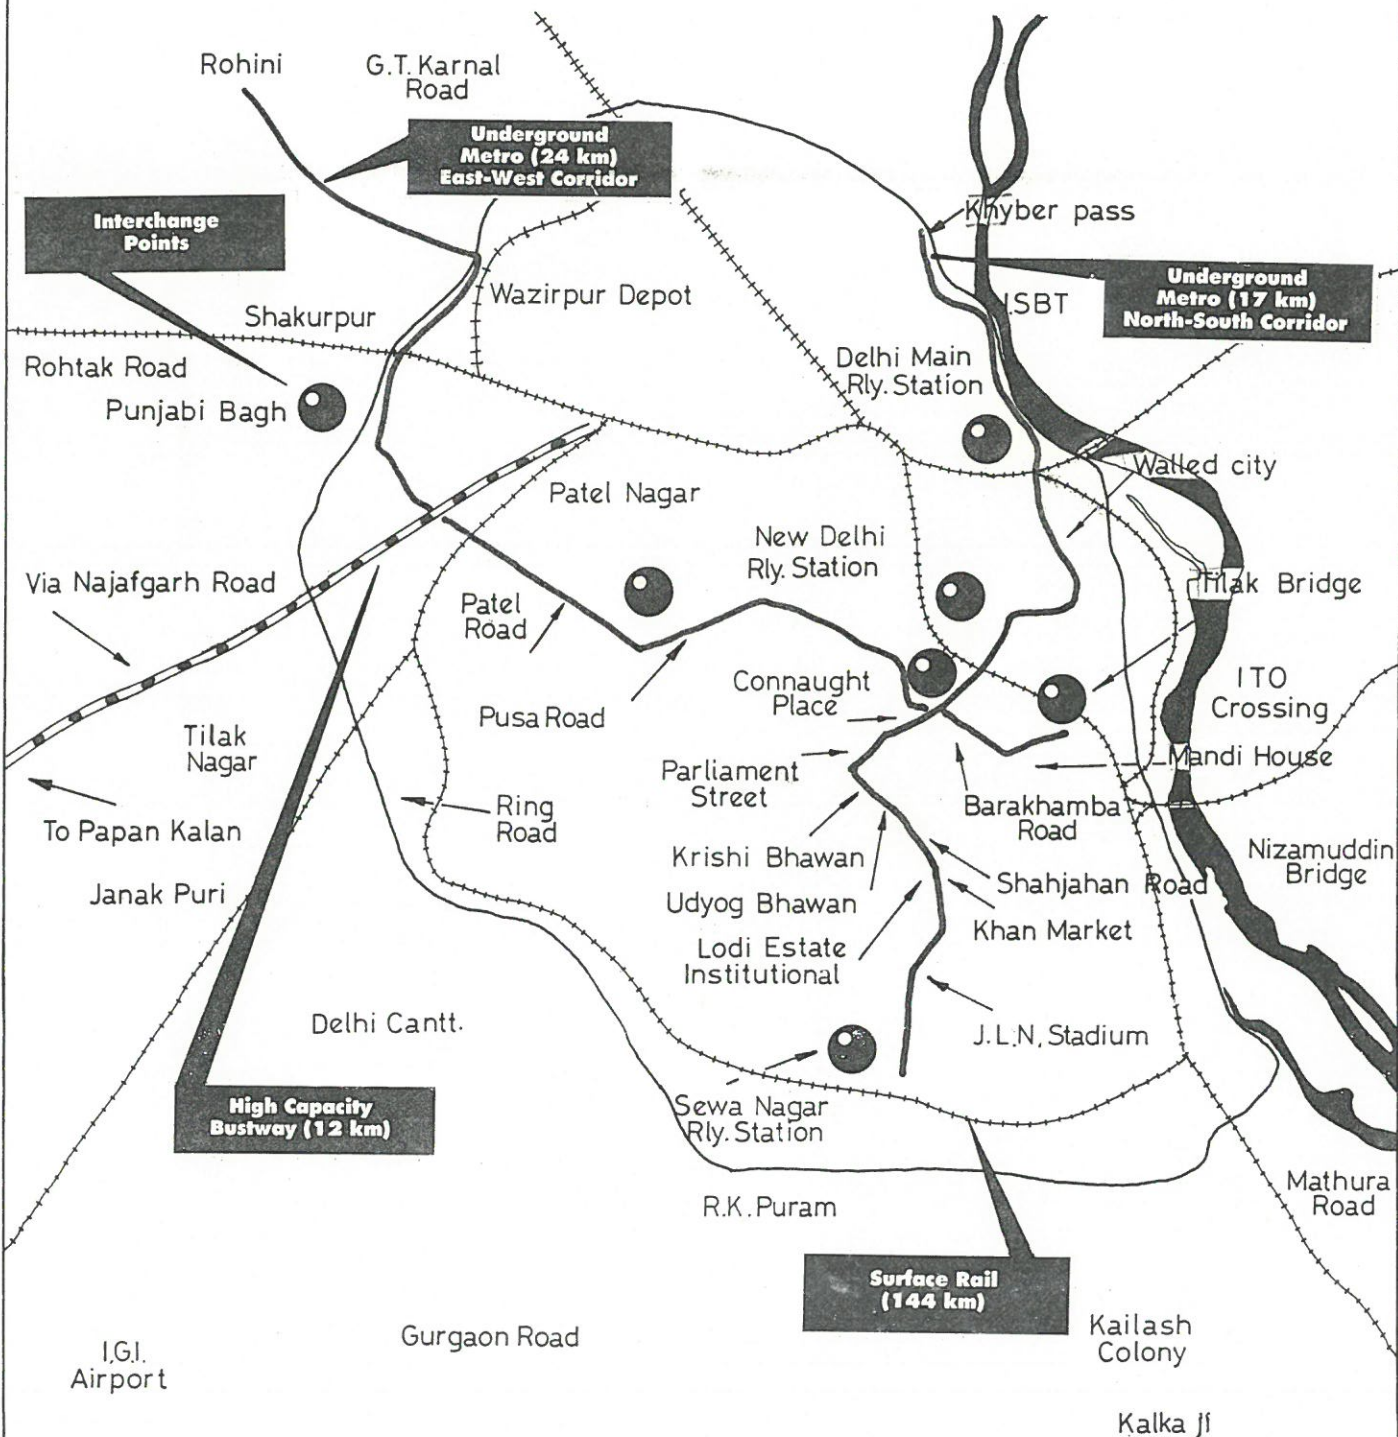 Rohini
G.T. Karnal
Road
Underground
Metro (24 km)
East-West Corridor
Interchange
Points
Khyber pass
Underground
Metro (17 km)
North-South Corridor
Wazirpur Depot
I.SBT
Shakurpur
Rohtak Road
Punjabi Bagh
Delhi Main
Rly. Station
Walled city
Patel Nagar
New Delhi
Rly. Station
Via Najafgarh Road
Tilak Bridge
Patel
Road
Connaught
Place
ITO
Crossing
Pusa Road
Tilak
Nagar
Mandi House
Parliament
Street
Barakhamba
Road
Ring
Road
To Papan Kalan
Krishi Bhawan
Nizamuddin
Bridge
Janak Puri
Shahjahan Road
Udyog Bhawan
Khan Market
Lodi Estate
Institutional
Delhi Cantt.
J.L.N. Stadium
High Capacity
Bustway (12 km)
Sewa Nagar
Rly. Station
Mathura
Road
R.K. Puram
Surface Rail
(144 km)
Gurgaon Road
Kailash
Colony
I.G.I.
Airport
Kalka Ji